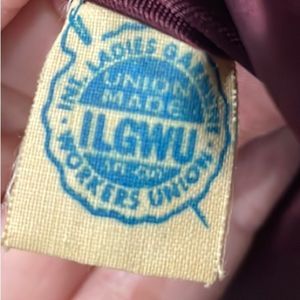 INT. LADIES GARMENT
UNION
MADE
ILGWU
WORKERS UNION